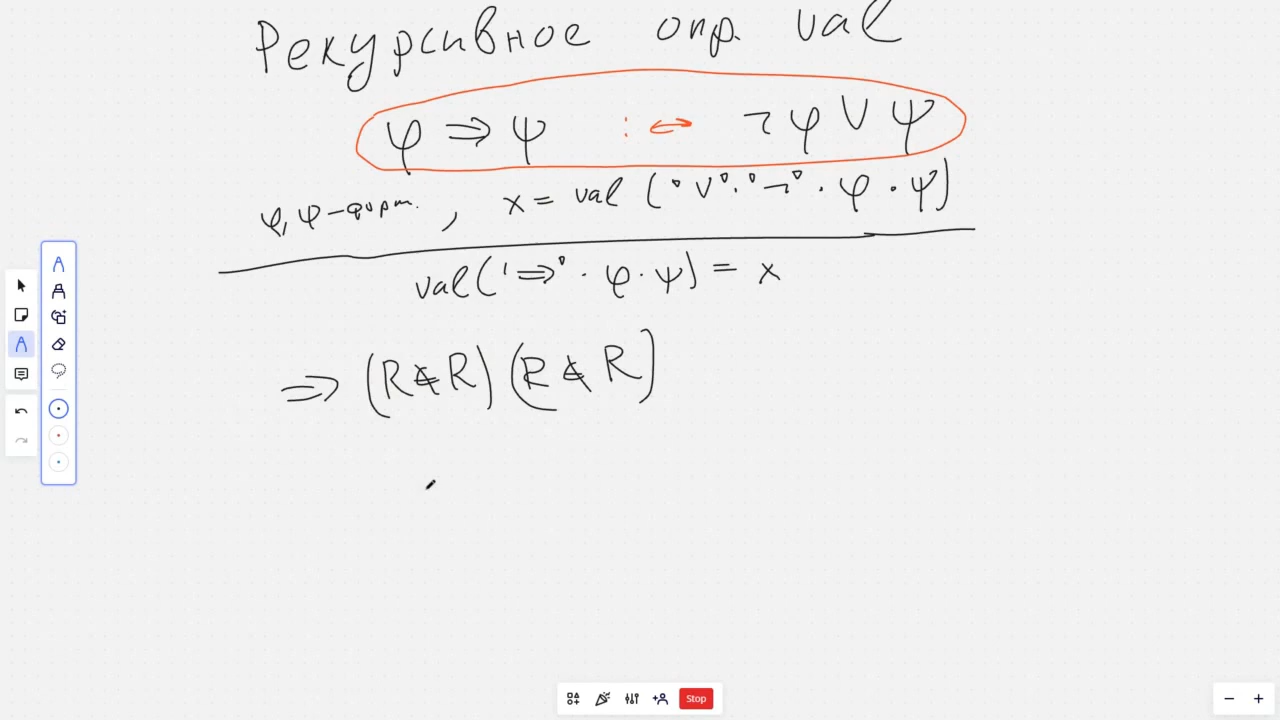 Рекурсивное опр. val
φ ⇒ ψ :↔ ¬φ ∨ ψ
φ, ψ – форм. , x = val ('∨'·'¬'·φ·ψ)
val('⇒'·φ·ψ) = x
⇒ (R∉R) (R∉R)
Stop